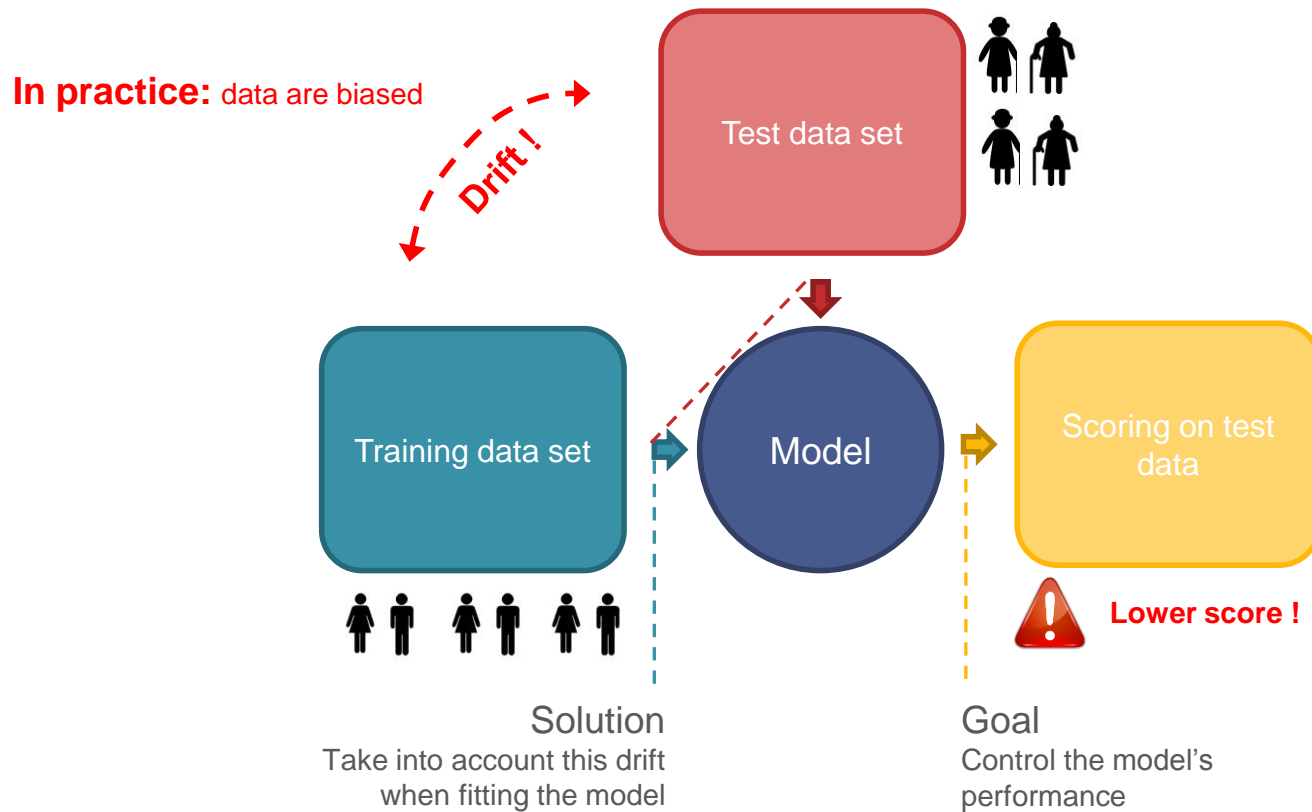 In practice: data are biased
Drift !
Test data set
Training data set
Model
Scoring on test
data
Lower score !
Solution
Take into account this drift
when fitting the model
Goal
Control the model's
performance